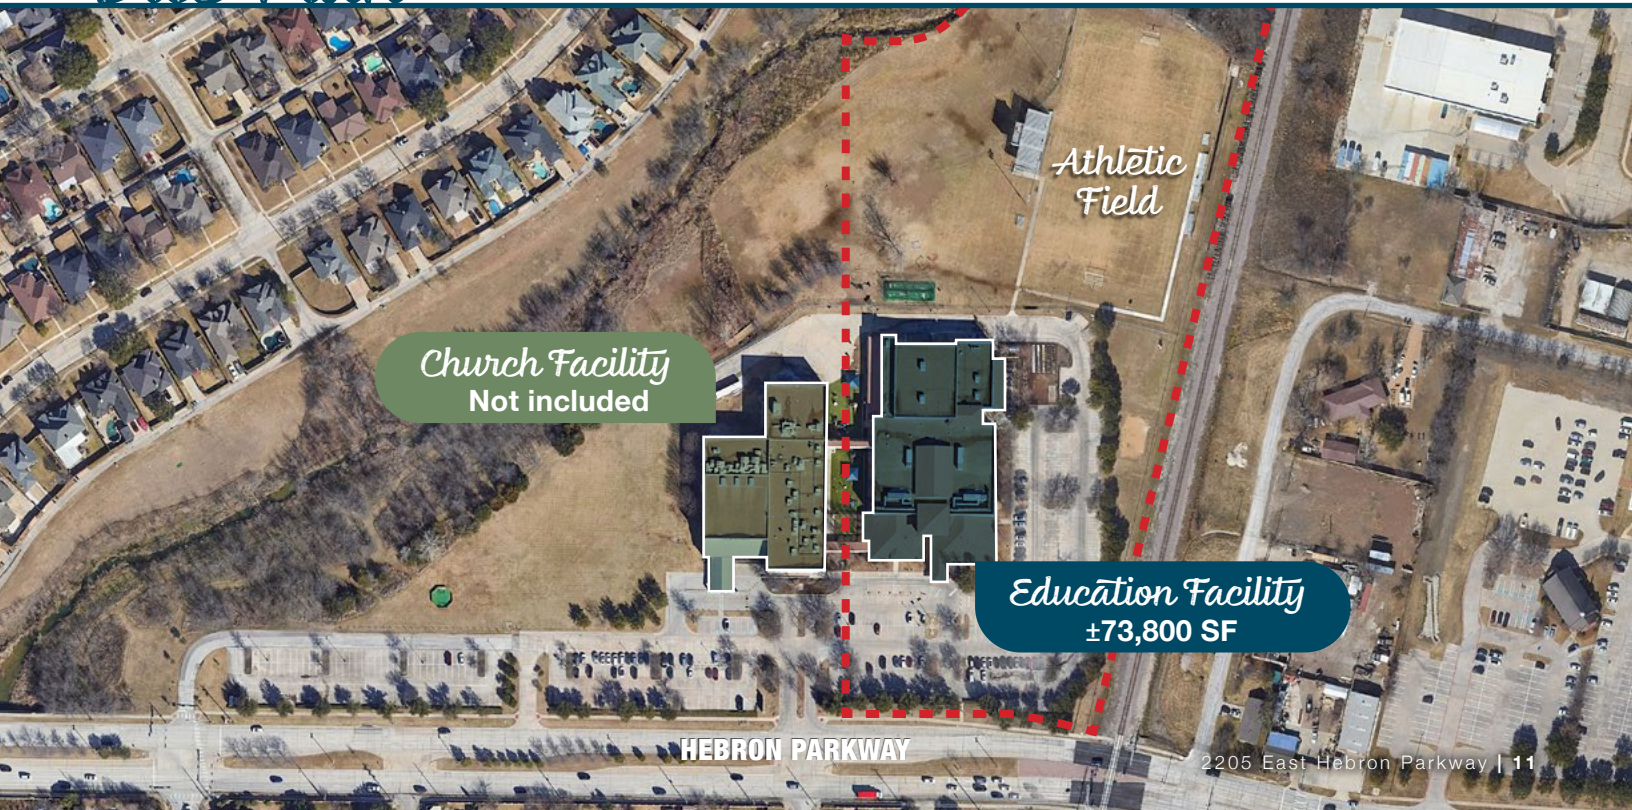 Athletic
Field
Church Facility
Not included
Education Facility
±73,800 SF
HEBRON PARKWAY
2205 East Hebron Parkway | 11